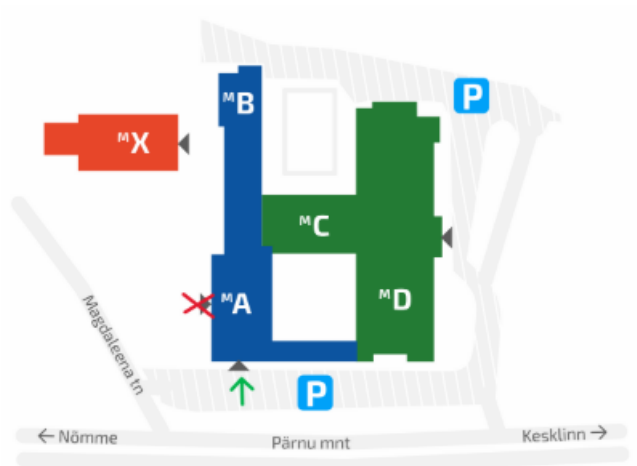 P
ᴹB
ᴹX
ᴹC
ᴹA
ᴹD
Magdaleena tn
P
← Nõmme
Pärnu mnt
Kesklinn →